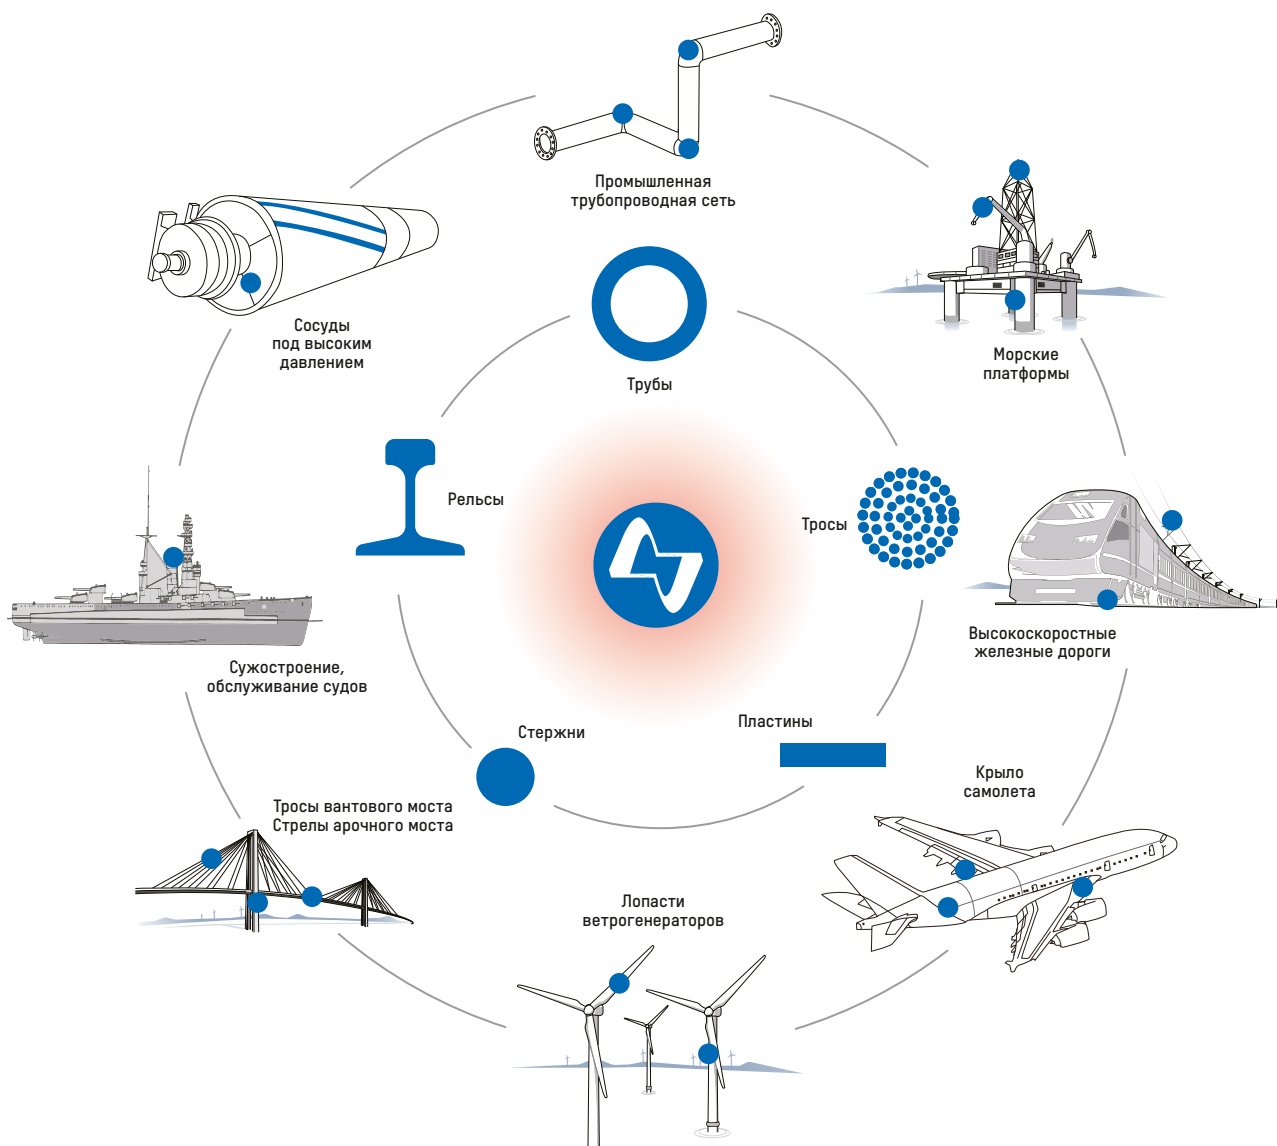 Промышленная
трубопроводная сеть
Сосуды
под высоким
давлением
Морские
платформы
Трубы
Рельсы
Тросы
Высокоскоростные
железные дороги
Сужостроение,
обслуживание судов
Стержни
Пластины
Крыло
самолета
Тросы вантового моста
Стрелы арочного моста
Лопасти
ветрогенераторов